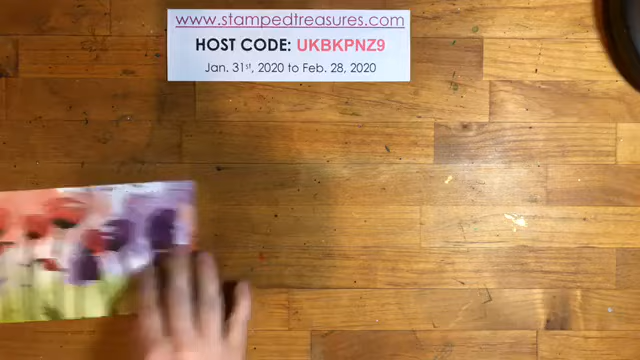 www.stampedtreasures.com
HOST CODE: UKBKPNZ9
Jan. 31st, 2020 to Feb. 28, 2020